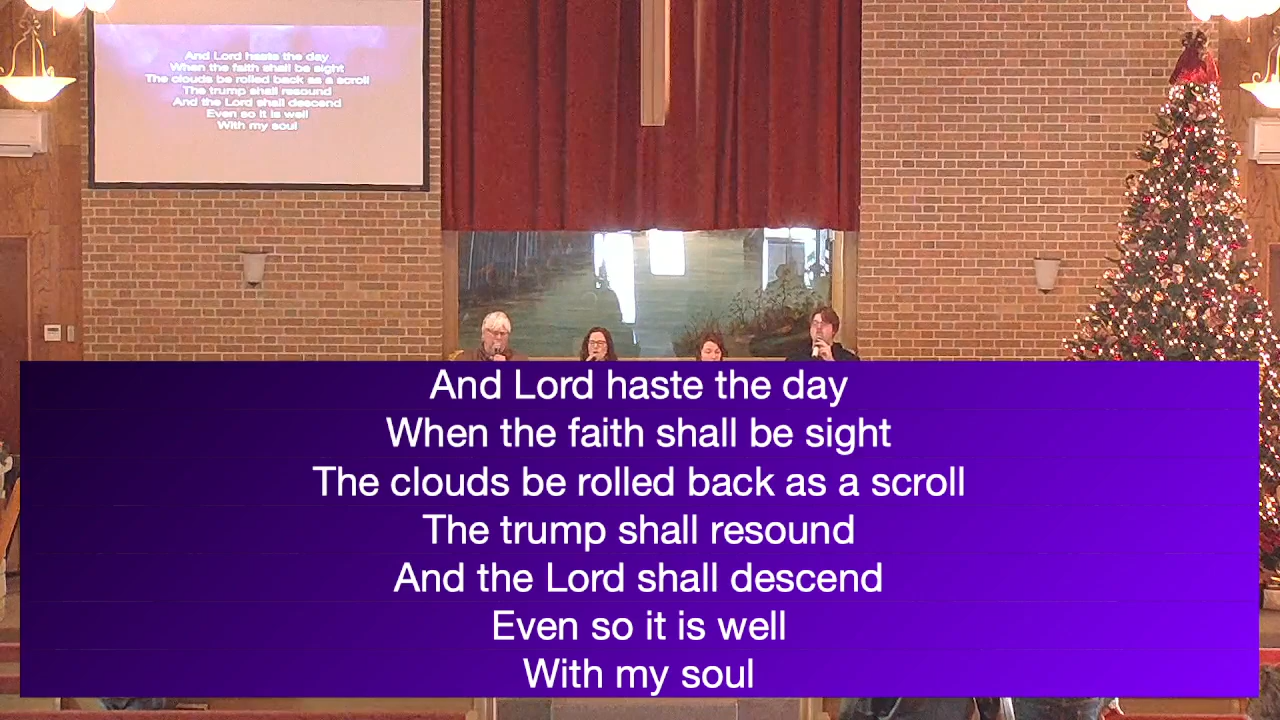 And Lord haste the day
When the faith shall be sight
The clouds be rolled back as a scroll
The trump shall resound
And the Lord shall descend
Even so it is well
With my soul
And Lord haste the day
When the faith shall be sight
The clouds be rolled back as a scroll
The trump shall resound
And the Lord shall descend
Even so it is well
With my soul